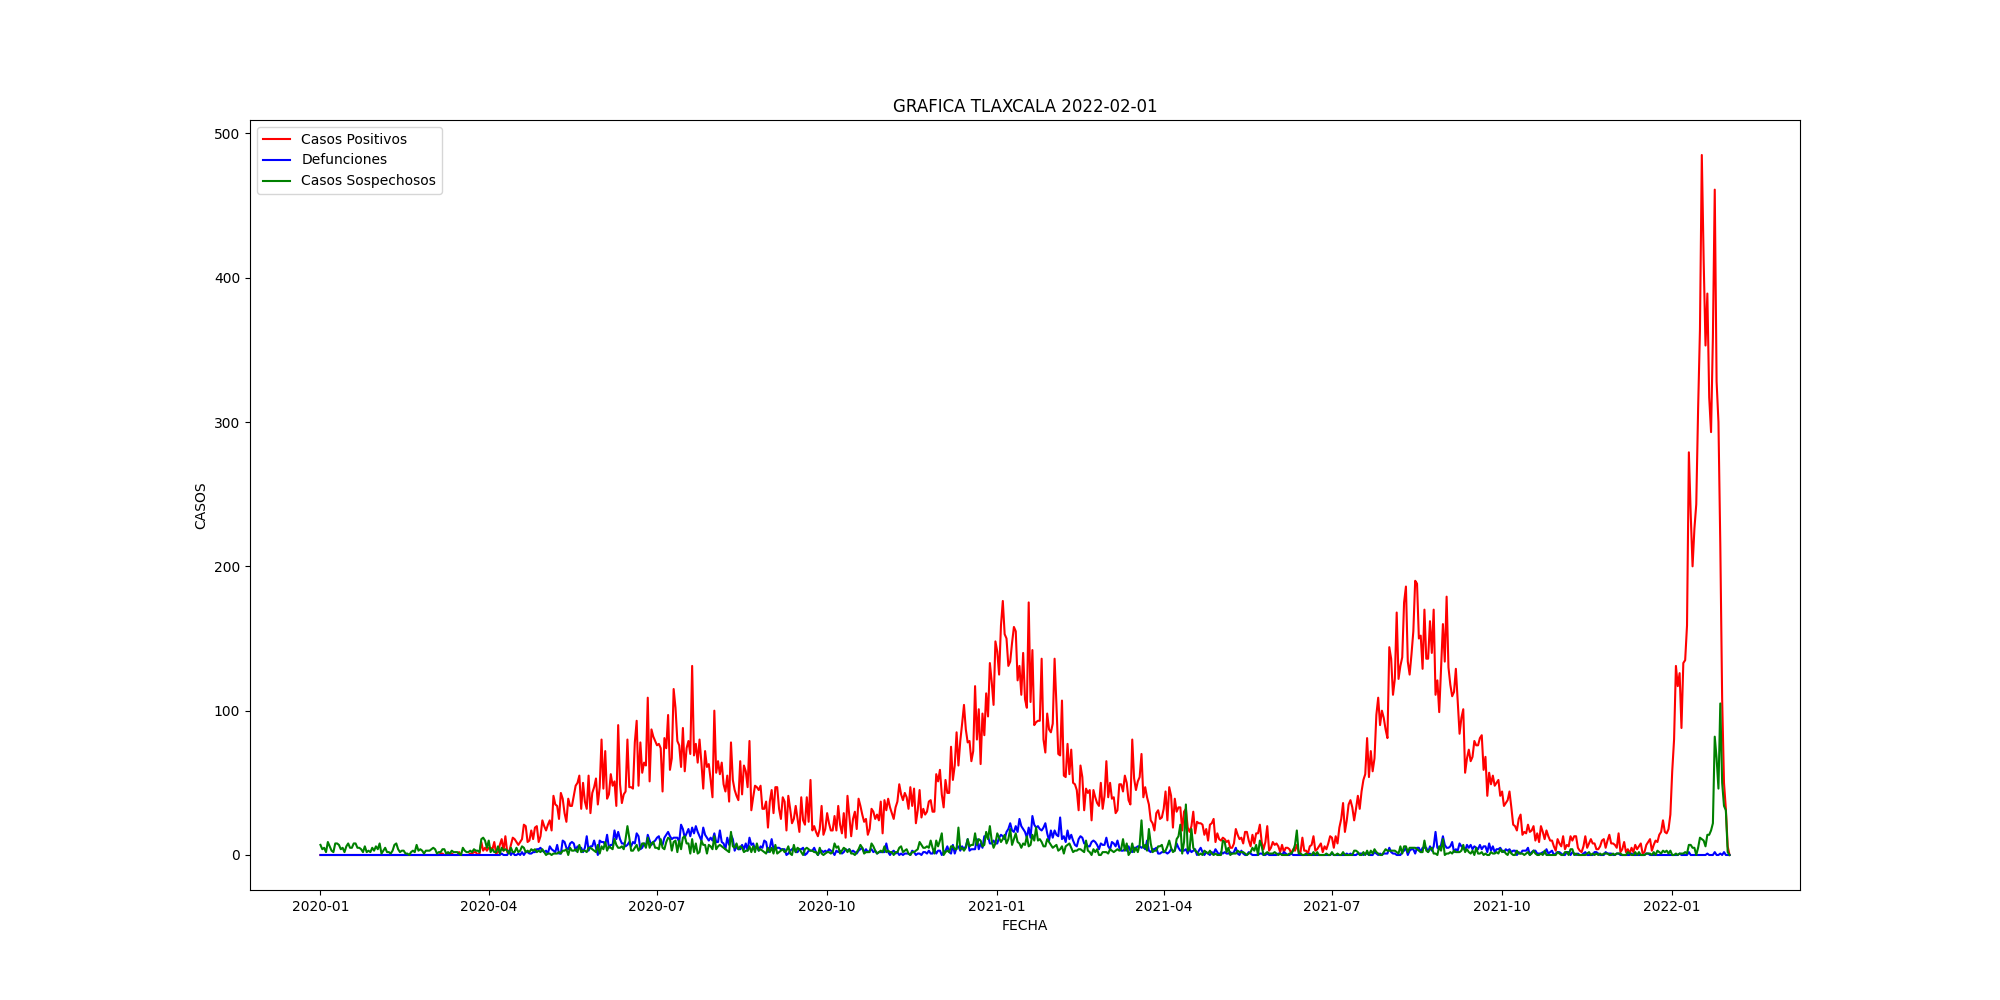 GRAFICA TLAXCALA 2022-02-01
Casos Positivos
Defunciones
Casos Sospechosos
500
400
300
200
100
0
CASOS
2020-01 2020-04 2020-07 2020-10 2021-01 2021-04 2021-07 2021-10 2022-01
FECHA